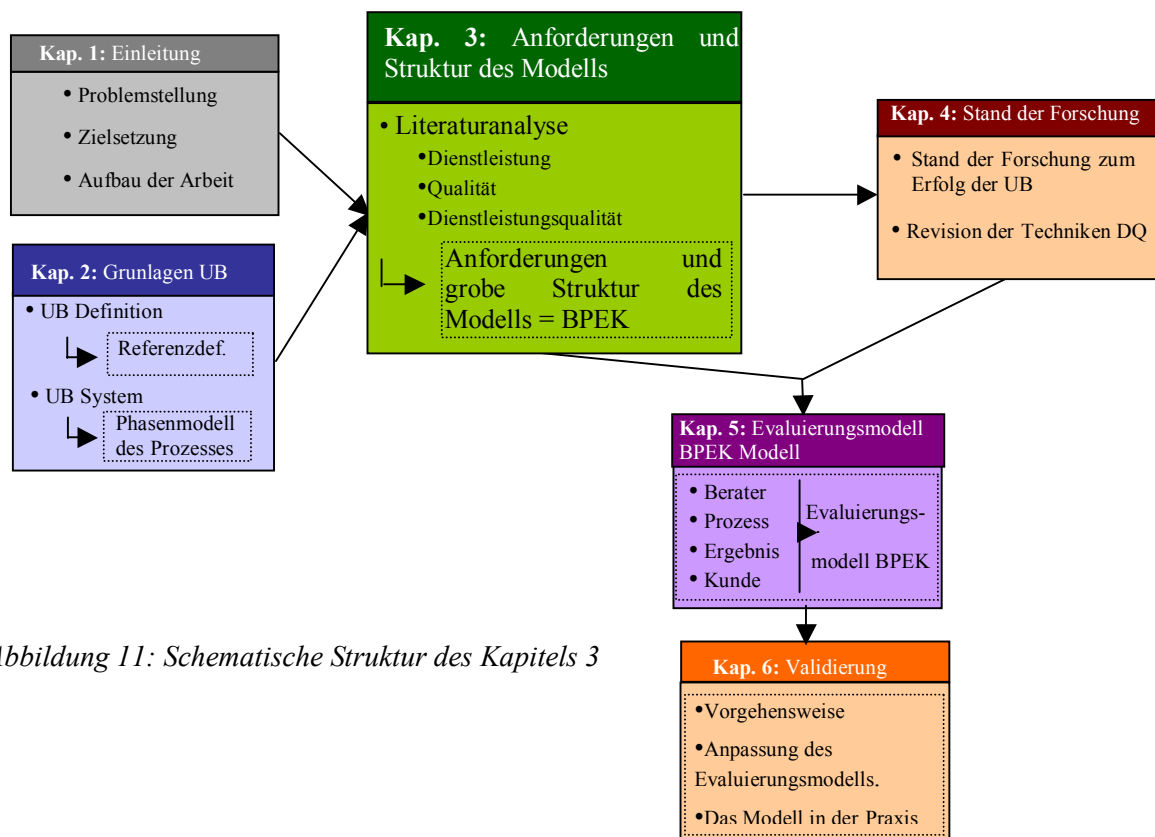 Kap. 1: Einleitung
• Problemstellung
• Zielsetzung
• Aufbau der Arbeit
Kap. 2: Grunlagen UB
• UB Definition
Referenzdef.
• UB System
Phasenmodell
des Prozesses
Kap. 3: Anforderungen und
Struktur des Modells
• Literaturanalyse
•Dienstleistung
•Qualität
•Dienstleistungsqualität
Anforderungen und
grobe Struktur des
Modells = BPEK
Kap. 4: Stand der Forschung
• Stand der Forschung zum
Erfolg der UB
• Revision der Techniken DQ
Kap. 5: Evaluierungsmodell
BPEK Modell
• Berater
• Prozess
• Ergebnis
• Kunde
Evaluierungs-
modell BPEK
Kap. 6: Validierung
•Vorgehensweise
•Anpassung des
Evaluierungsmodells.
•Das Modell in der Praxis
Abbildung 11: Schematische Struktur des Kapitels 3